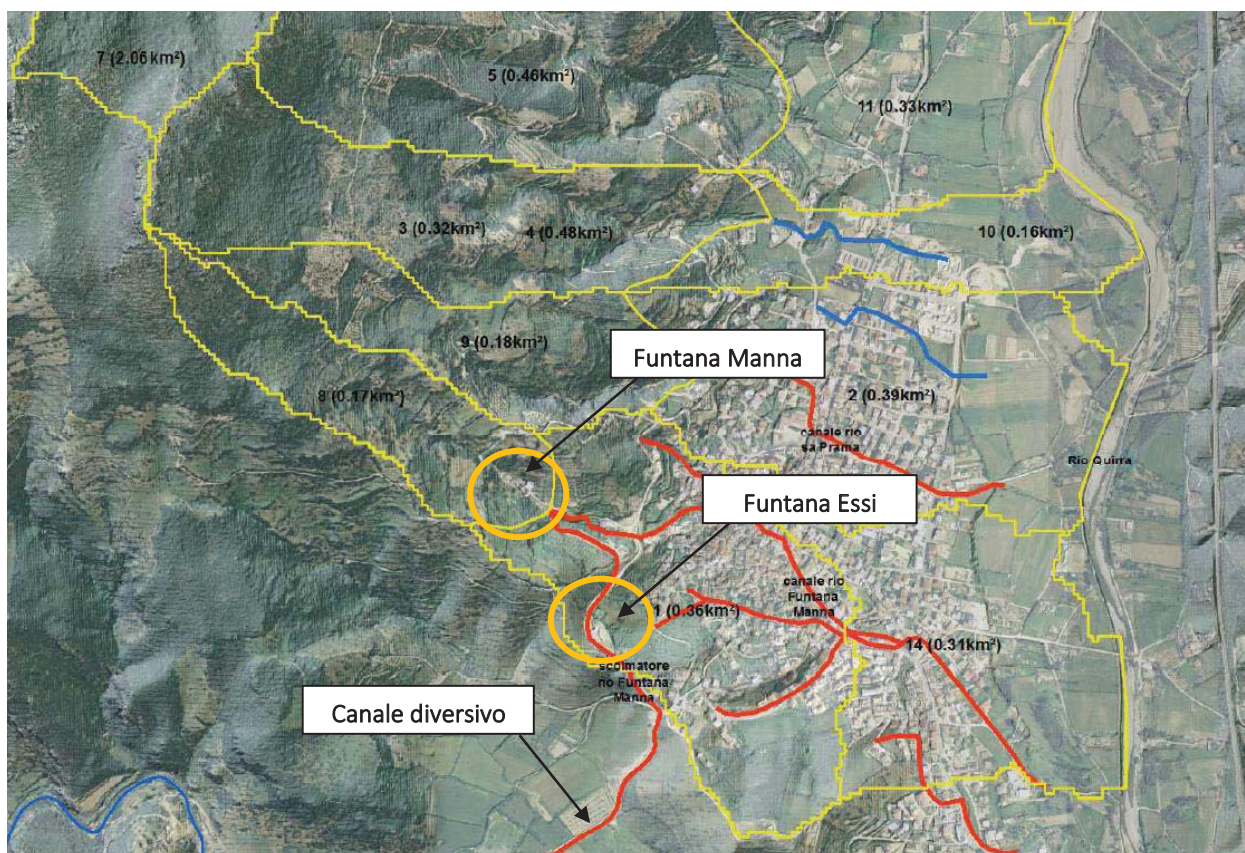 7 (2.06km²)
5 (0.46km²)
11 (0.33km²)
3 (0.32km²)
4 (0.48km²)
10 (0.16km²)
9 (0.18km²)
Funtana Manna
8 (0.17km²)
2 (0.39km²)
canale rio
sa Prama
Rio Quirra
Funtana Essi
canale rio
Funtana
Manna
1 (0.36km²)
14 (0.31km²)
scolmatore
rio Funtana
Manna
Canale diversivo